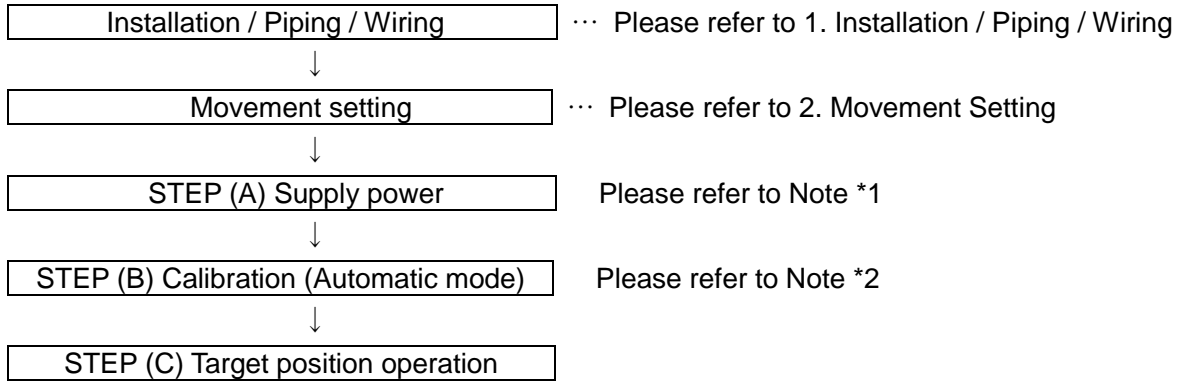 Installation / Piping / Wiring ⋯ Please refer to 1. Installation / Piping / Wiring
↓
Movement setting ⋯ Please refer to 2. Movement Setting
↓
STEP (A) Supply power Please refer to Note *1
↓
STEP (B) Calibration (Automatic mode) Please refer to Note *2
↓
STEP (C) Target position operation